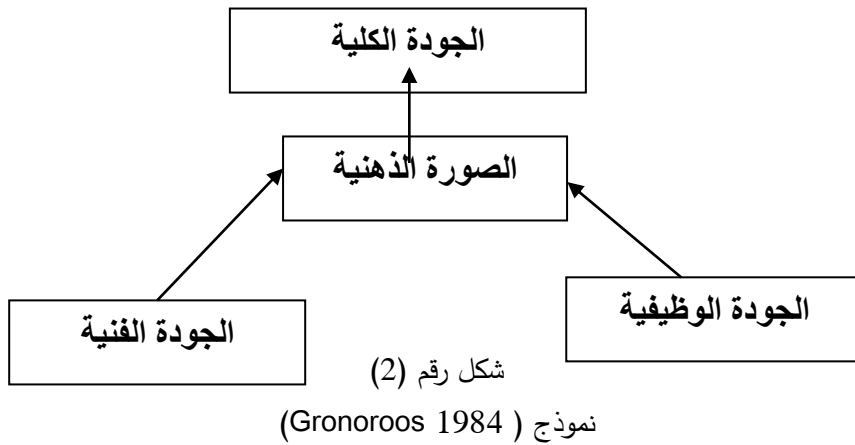 الجودة الكلية
الصورة الذهنية
الجودة الوظيفية
الجودة الفنية
شكل رقم (2)
نموذج ( Gronoroos 1984)